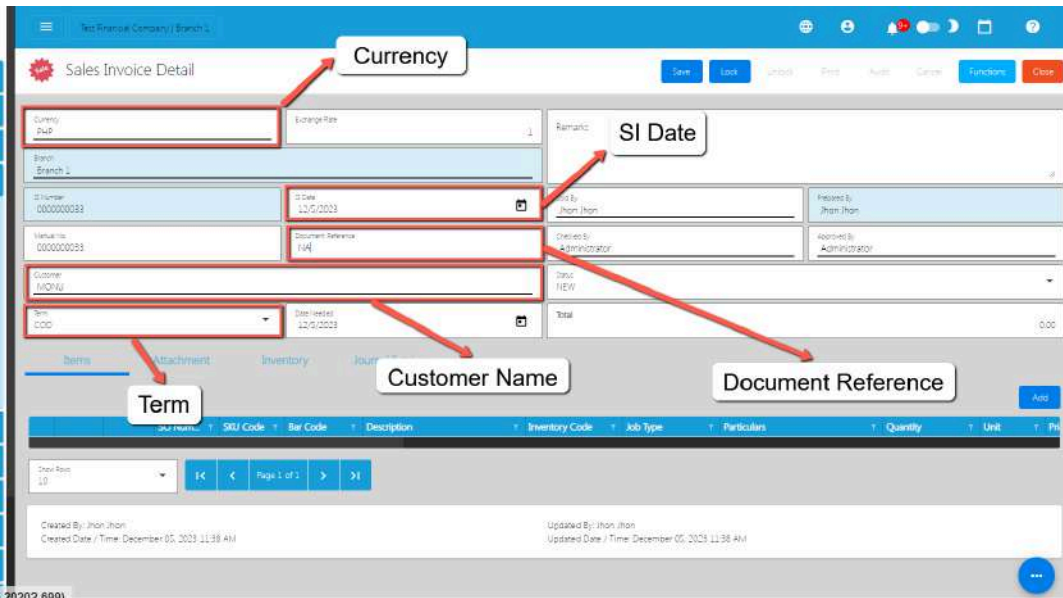 Test Financial Company | Branch 1
9+
Currency
Sale
Sales Invoice Detail
Save
Lock
Unlock
Print
Audit
Cancel
Functions
Close
Currency
PHP
Exchange Rate
1
Remarks
SI Date
Branch
Branch 1
SI Number
0000000033
SI Date
12/5/2023
Sold By
Jhon Jhon
Prepared By
Jhon Jhon
Manual No.
0000000033
Document Reference
NA
Checked By
Administrator
Approved By
Administrator
Customer
MONU
Status
NEW
Term
COD
Date Needed
12/5/2023
Total
0.00
Items
Attachment
Inventory
Customer Name
Document Reference
Term
Add
SO Num...
SKU Code
Bar Code
Description
Inventory Code
Job Type
Particulars
Quantity
Unit
Pri
Show Rows
10
Page 1 of 1
Created By: Jhon Jhon
Updated By: Jhon Jhon
Created Date / Time: December 05, 2023 11:38 AM
Updated Date / Time: December 05, 2023 11:38 AM